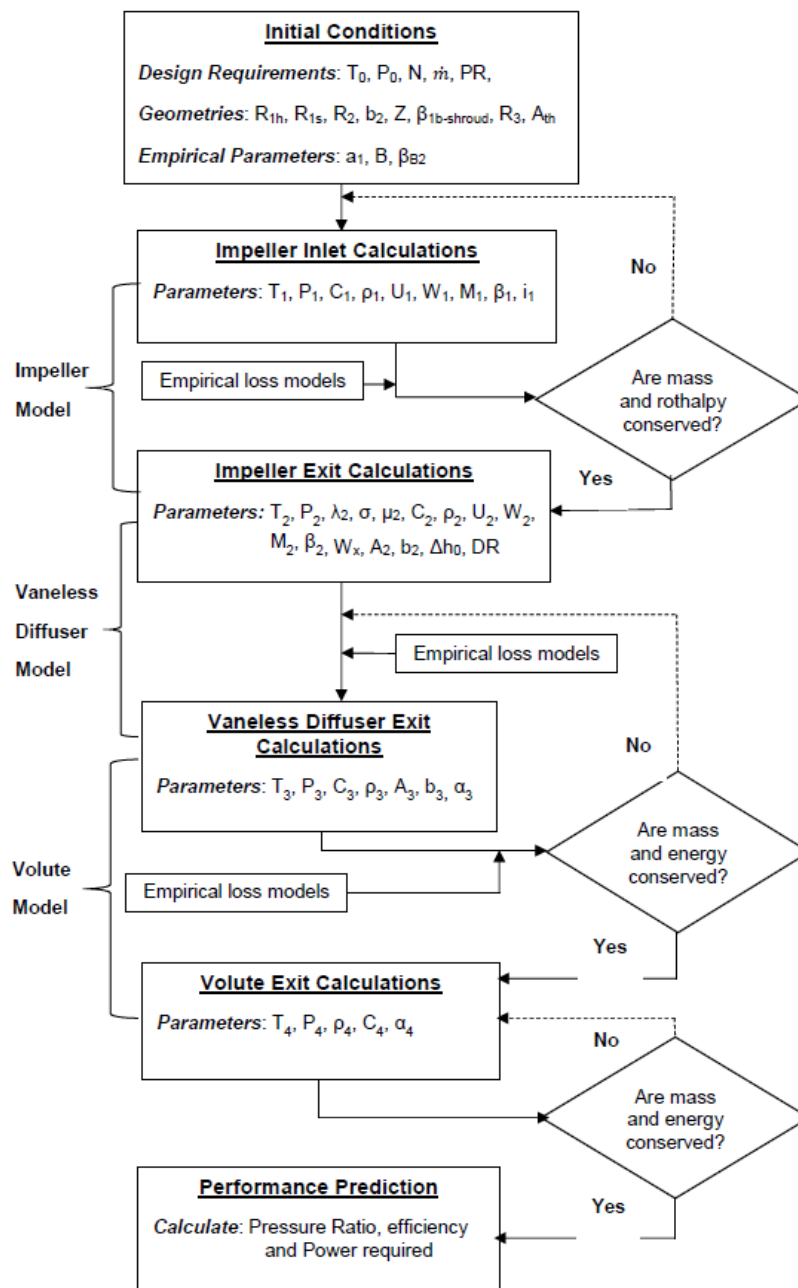 Initial Conditions
Design Requirements: T₀, P₀, N, ṁ, PR,
Geometries: R₁ₕ, R₁ₛ, R₂, b₂, Z, β₁b-shroud, R₃, Aₜₕ
Empirical Parameters: a₁, B, βB2
Impeller Inlet Calculations
Parameters: T₁, P₁, C₁, ρ₁, U₁, W₁, M₁, β₁, i₁
No
Impeller
Model
Empirical loss models
Are mass
and rothalpy
conserved?
Impeller Exit Calculations
Yes
Parameters: T₂, P₂, λ₂, σ, µ₂, C₂, ρ₂, U₂, W₂,
M₂, β₂, Wₓ, A₂, b₂, Δh₀, DR
Vaneless
Diffuser
Model
Empirical loss models
Vaneless Diffuser Exit
Calculations
No
Parameters: T₃, P₃, C₃, ρ₃, A₃, b₃, α₃
Volute
Model
Are mass
and energy
conserved?
Empirical loss models
Yes
Volute Exit Calculations
Parameters: T₄, P₄, ρ₄, C₄, α₄
No
Are mass
and energy
conserved?
Performance Prediction
Yes
Calculate: Pressure Ratio, efficiency
and Power required